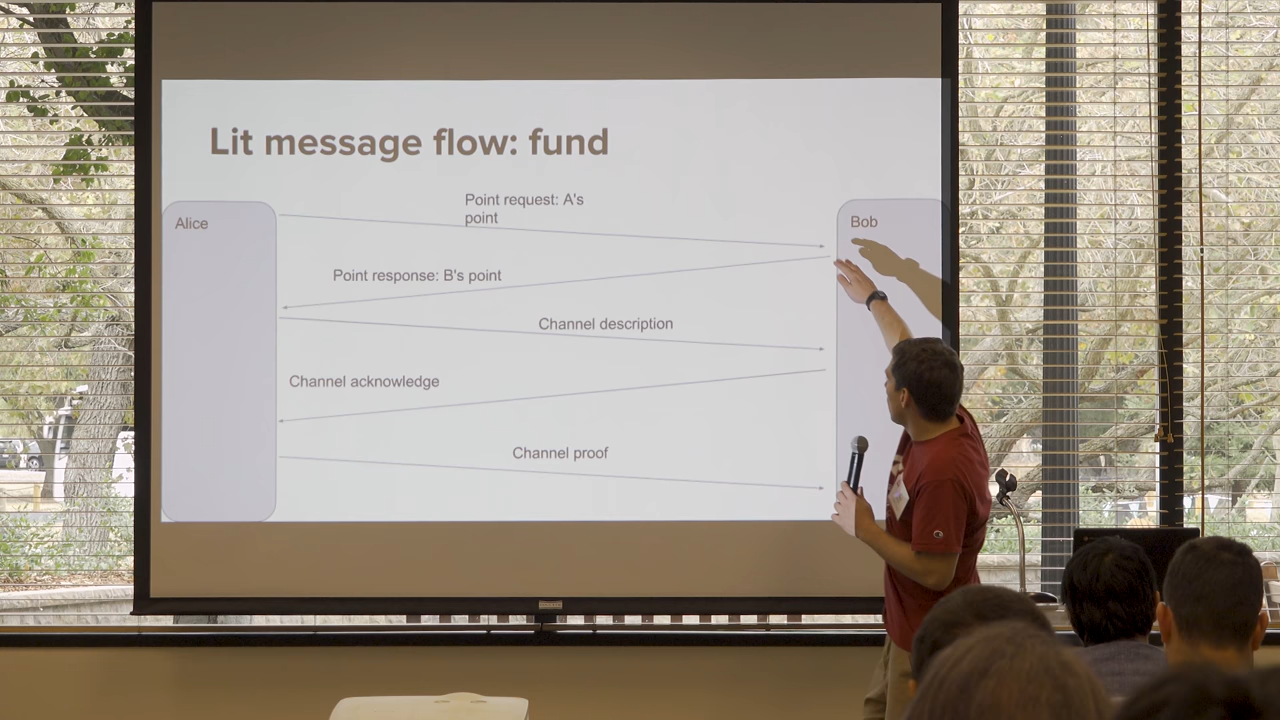 Lit message flow: fund
Point request: A's
point
Alice
Bob
Point response: B's point
Channel description
Channel acknowledge
Channel proof